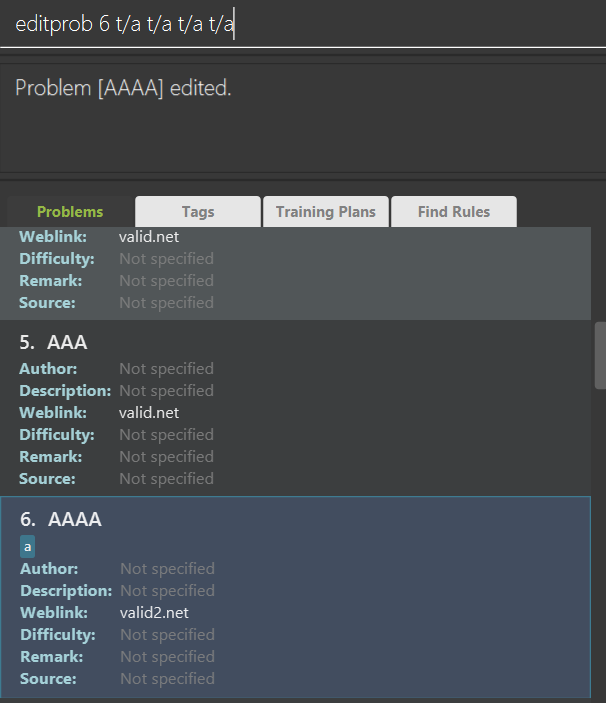 editprob 6 t/a t/a t/a t/a
Problem [AAAA] edited.
Problems Tags Training Plans Find Rules
Weblink: valid.net
Difficulty: Not specified
Remark: Not specified
Source: Not specified
5. AAA
Author: Not specified
Description: Not specified
Weblink: valid.net
Difficulty: Not specified
Remark: Not specified
Source: Not specified
6. AAAA
a
Author: Not specified
Description: Not specified
Weblink: valid2.net
Difficulty: Not specified
Remark: Not specified
Source: Not specified